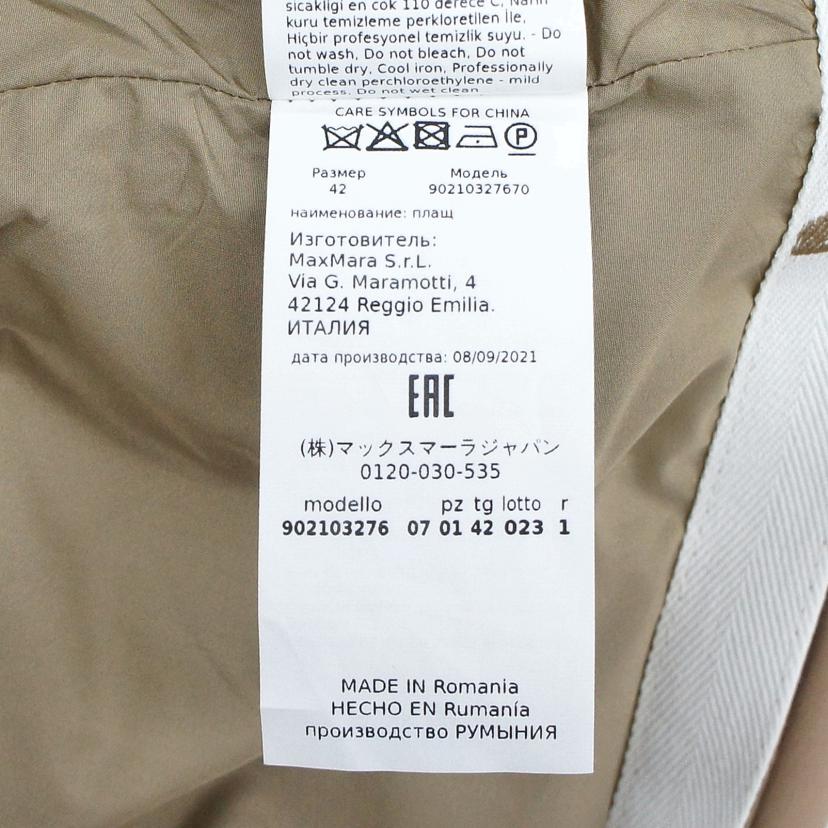 sicakligi en cok 110 derece C, Narin
kuru temizleme perkloretilen İle,
Hiçbir profesyonel temizlik suyu. - Do
not wash, Do not bleach, Do not
tumble dry, Cool iron, Professionally
dry clean perchloroethylene - mild
process. Do not wet clean
CARE SYMBOLS FOR CHINA
P
Размер Модель
42 90210327670
наименование: плащ
Изготовитель:
MaxMara S.r.L.
Via G. Maramotti, 4
42124 Reggio Emilia.
ИТАЛИЯ
дата производства: 08/09/2021
EAC
(株)マックスマーラジャパン
0120-030-535
modello pz tg lotto r
902103276 07 01 42 023 1
MADE IN Romania
HECHO EN Rumanía
производство РУМЫНИЯ